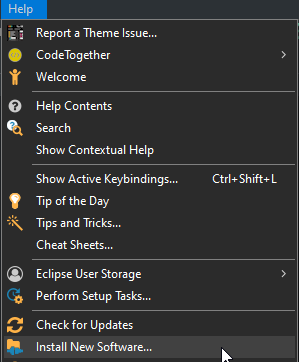 Help
Report a Theme Issue...
CodeTogether
Welcome
Help Contents
Search
Show Contextual Help
Show Active Keybindings... Ctrl+Shift+L
Tip of the Day
Tips and Tricks...
Cheat Sheets...
Eclipse User Storage
Perform Setup Tasks...
Check for Updates
Install New Software...